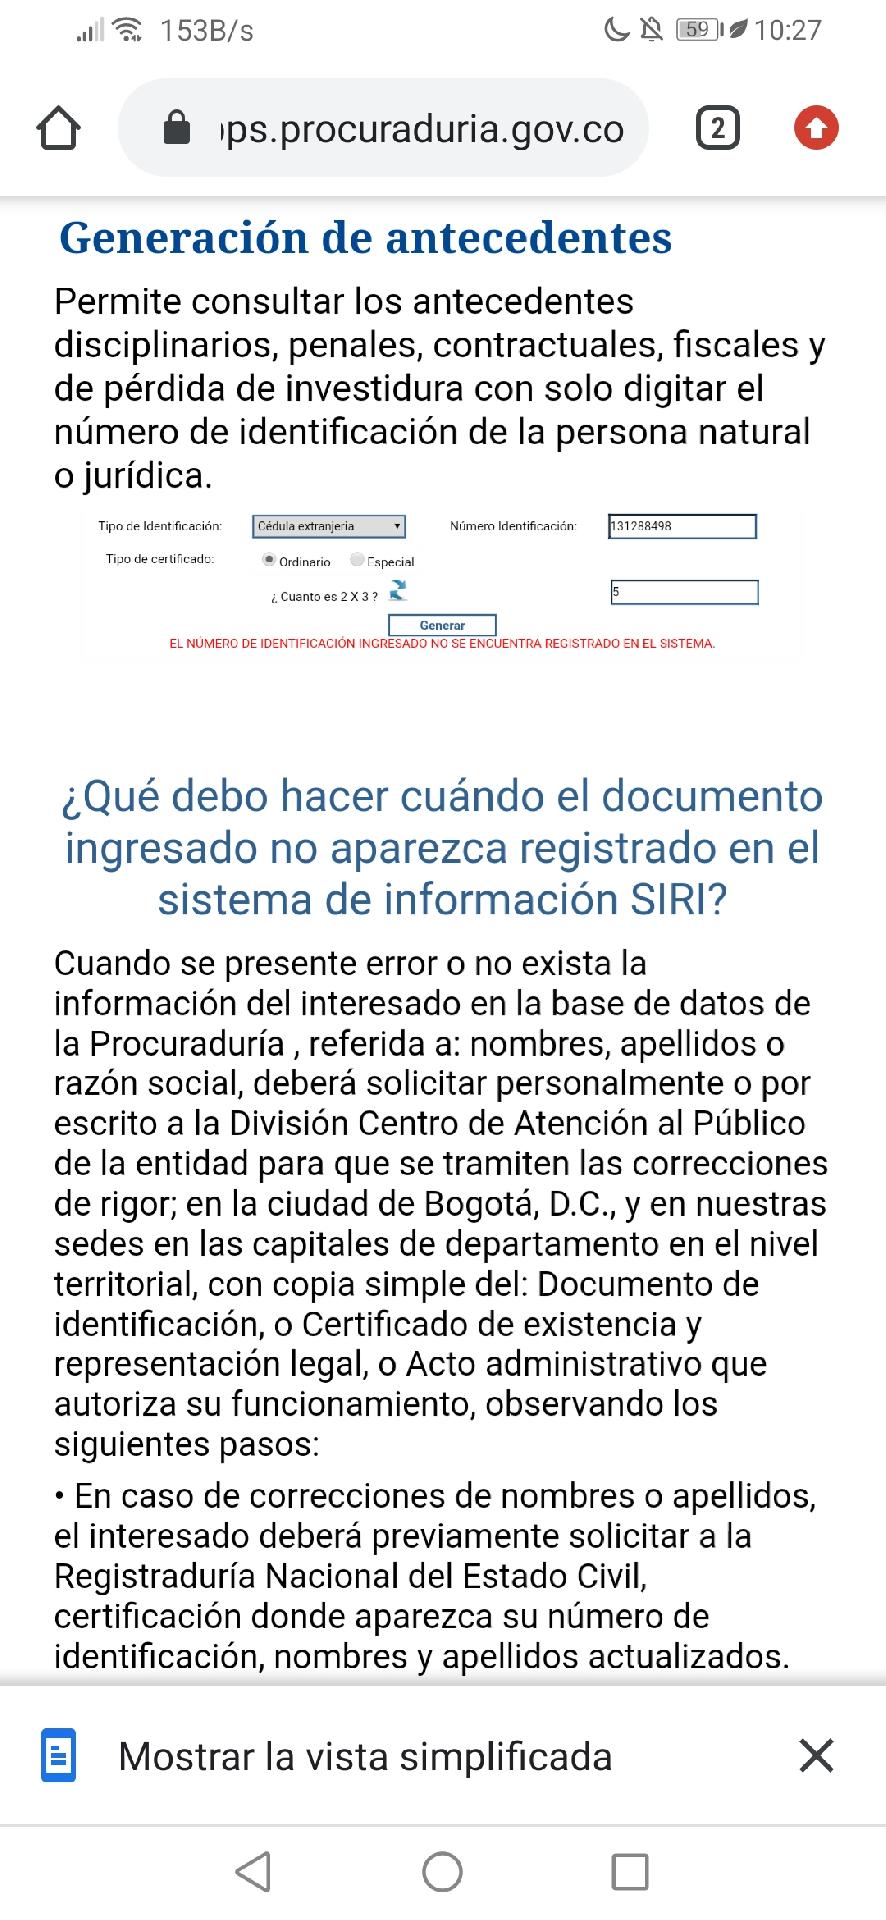 153B/s 59 10:27
ps.procuraduria.gov.co 2
Generación de antecedentes
Permite consultar los antecedentes
disciplinarios, penales, contractuales, fiscales y
de pérdida de investidura con solo digitar el
número de identificación de la persona natural
o jurídica.
Tipo de Identificación: Cédula extranjeria Número Identificación: 131288498
Tipo de certificado: Ordinario Especial
¿ Cuanto es 2 X 3 ? 5
Generar
EL NÚMERO DE IDENTIFICACIÓN INGRESADO NO SE ENCUENTRA REGISTRADO EN EL SISTEMA.
¿Qué debo hacer cuándo el documento
ingresado no aparezca registrado en el
sistema de información SIRI?
Cuando se presente error o no exista la
información del interesado en la base de datos de
la Procuraduría , referida a: nombres, apellidos o
razón social, deberá solicitar personalmente o por
escrito a la División Centro de Atención al Público
de la entidad para que se tramiten las correcciones
de rigor; en la ciudad de Bogotá, D.C., y en nuestras
sedes en las capitales de departamento en el nivel
territorial, con copia simple del: Documento de
identificación, o Certificado de existencia y
representación legal, o Acto administrativo que
autoriza su funcionamiento, observando los
siguientes pasos:
• En caso de correcciones de nombres o apellidos,
el interesado deberá previamente solicitar a la
Registraduría Nacional del Estado Civil,
certificación donde aparezca su número de
identificación, nombres y apellidos actualizados.
Mostrar la vista simplificada